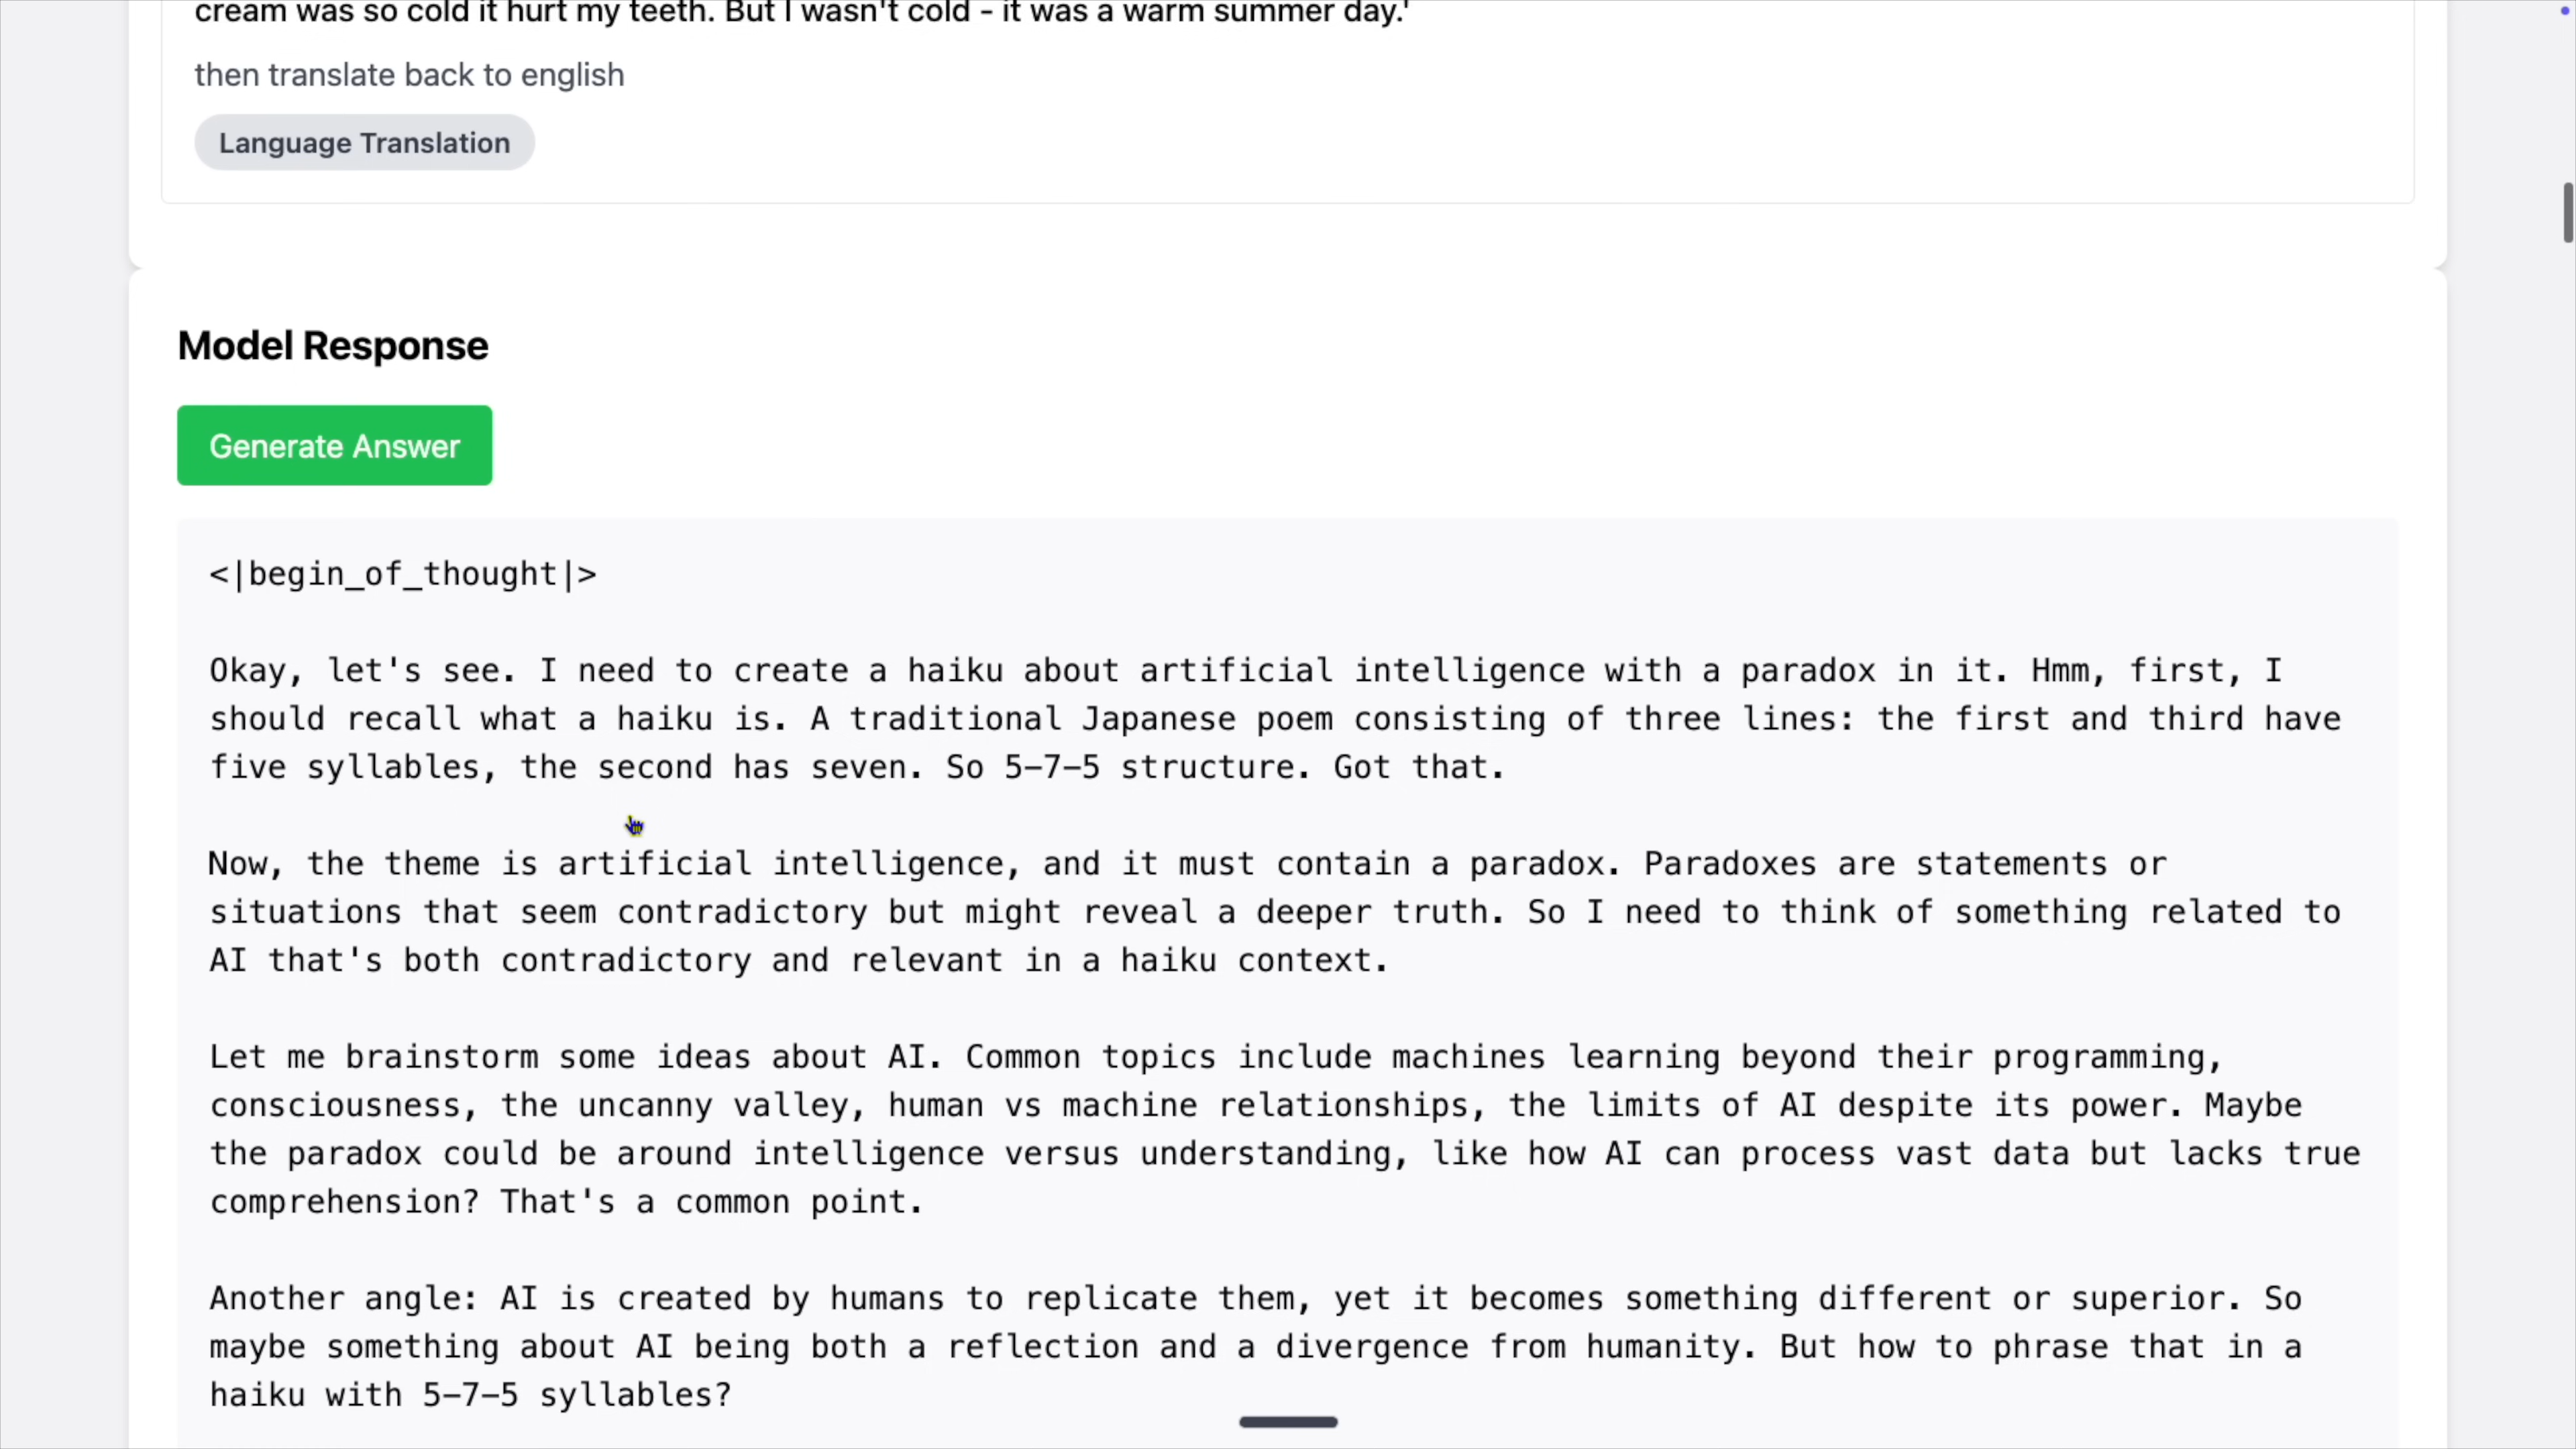 cream was so cold it hurt my teeth. But I wasn't cold - it was a warm summer day.'
then translate back to english
Language Translation
Model Response
Generate Answer
<|begin_of_thought|>
Okay, let's see. I need to create a haiku about artificial intelligence with a paradox in it. Hmm, first, I
should recall what a haiku is. A traditional Japanese poem consisting of three lines: the first and third have
five syllables, the second has seven. So 5-7-5 structure. Got that.
Now, the theme is artificial intelligence, and it must contain a paradox. Paradoxes are statements or
situations that seem contradictory but might reveal a deeper truth. So I need to think of something related to
AI that's both contradictory and relevant in a haiku context.
Let me brainstorm some ideas about AI. Common topics include machines learning beyond their programming,
consciousness, the uncanny valley, human vs machine relationships, the limits of AI despite its power. Maybe
the paradox could be around intelligence versus understanding, like how AI can process vast data but lacks true
comprehension? That's a common point.
Another angle: AI is created by humans to replicate them, yet it becomes something different or superior. So
maybe something about AI being both a reflection and a divergence from humanity. But how to phrase that in a
haiku with 5-7-5 syllables?